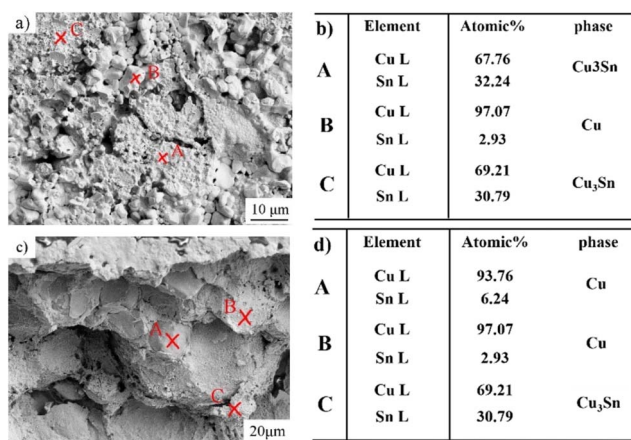 a)
C
B
A
10 μm
b)
Element Atomic% phase
A Cu L 67.76 Cu3Sn
Sn L 32.24
B Cu L 97.07 Cu
Sn L 2.93
C Cu L 69.21 Cu₃Sn
Sn L 30.79
c)
B
A
C
20μm
d)
Element Atomic% phase
A Cu L 93.76 Cu
Sn L 6.24
B Cu L 97.07 Cu
Sn L 2.93
C Cu L 69.21 Cu₃Sn
Sn L 30.79